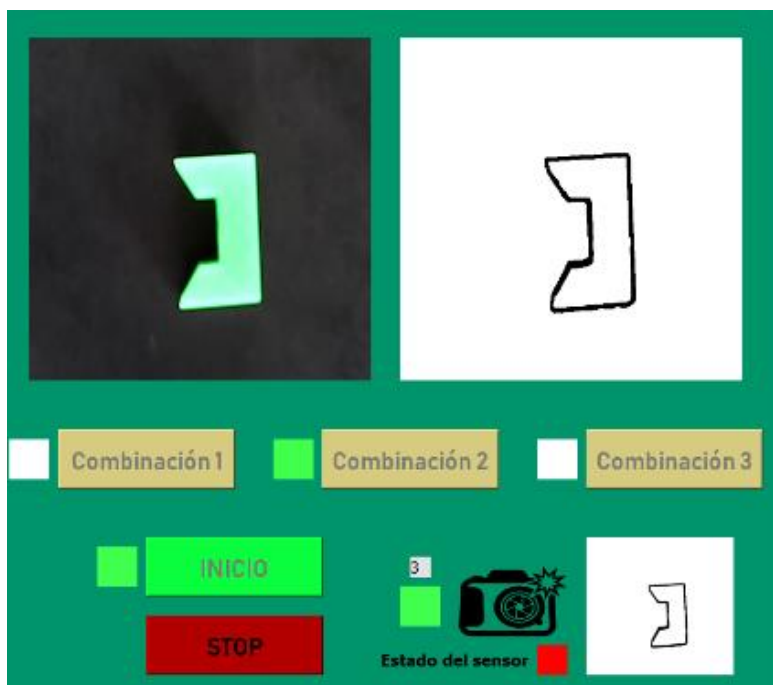 Combinación 1
Combinación 2
Combinación 3
INICIO
3
STOP
Estado del sensor